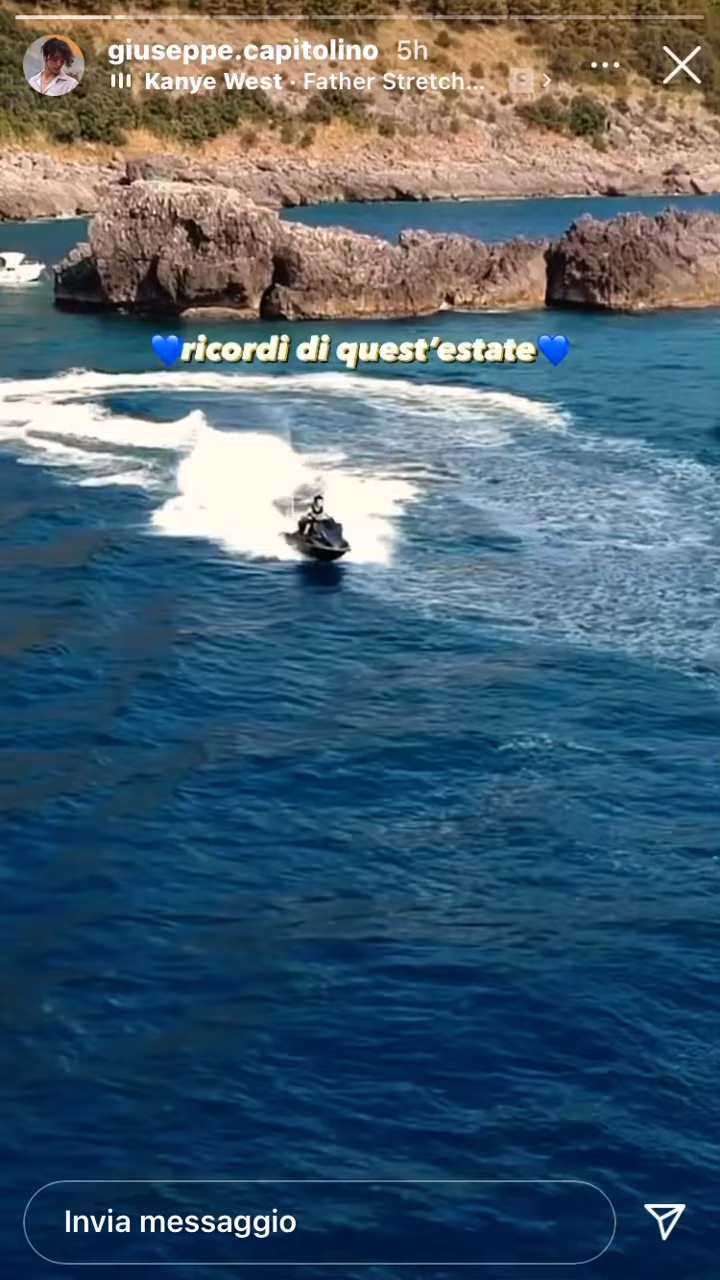 giuseppe.capitolino 5h
Kanye West · Father Stretch... E
💙ricordi di quest’estate💙
Invia messaggio